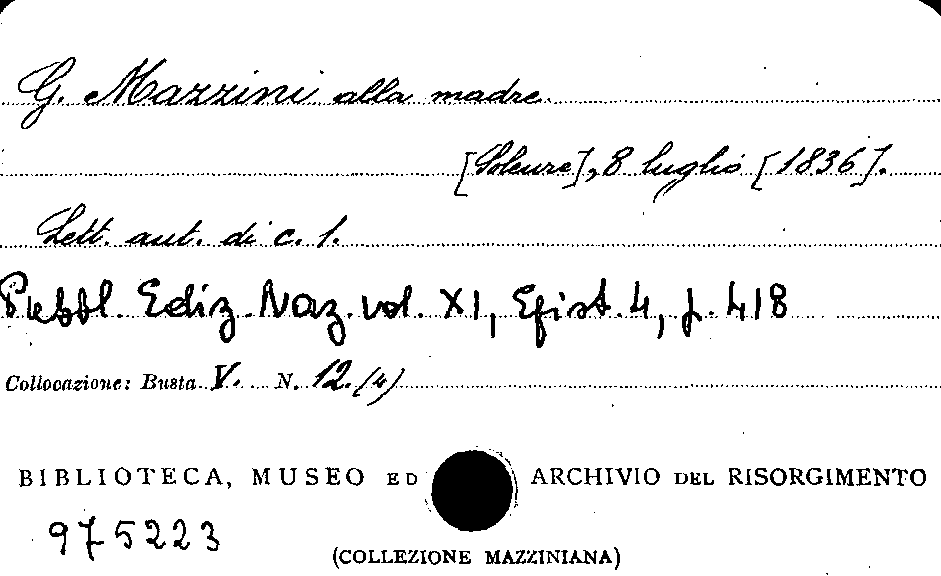 G. Mazzini alla madre.
[Soleure], 8 luglio [1836].
Lett. aut. di c. 1.
Pubbl. Ediz. Naz. vol. XI, Epist. 4, p. 418
Collocazione: Busta V. N. 12. (4)
BIBLIOTECA, MUSEO ED ARCHIVIO DEL RISORGIMENTO
975223
(COLLEZIONE MAZZINIANA)